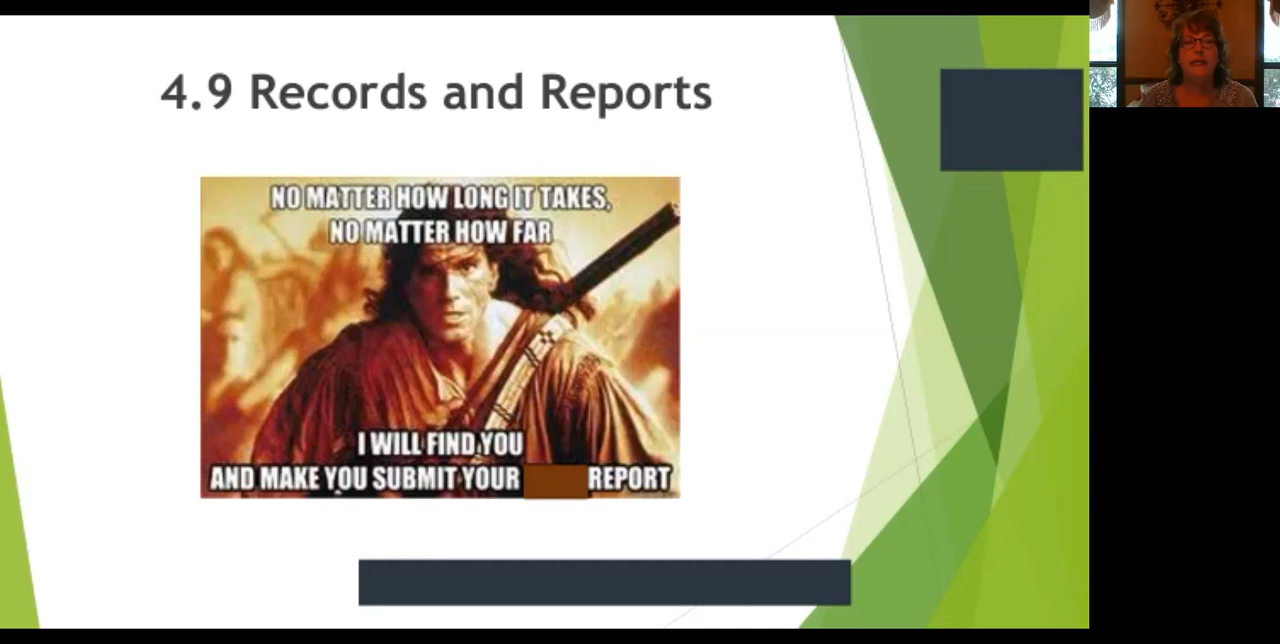 4.9 Records and Reports
NO MATTER HOW LONG IT TAKES,
NO MATTER HOW FAR
I WILL FIND YOU
AND MAKE YOU SUBMIT YOUR REPORT